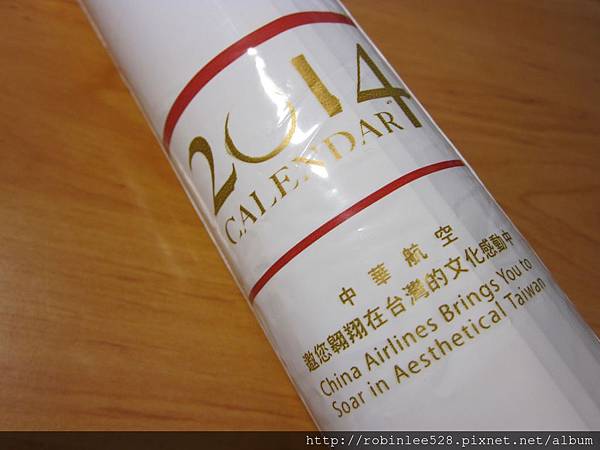 2014
CALENDAR
中華航空
邀您翱翔在台灣的文化感動中
China Airlines Brings You to
Soar in Aesthetical Taiwan
http://robinlee528.pixnet.net/album